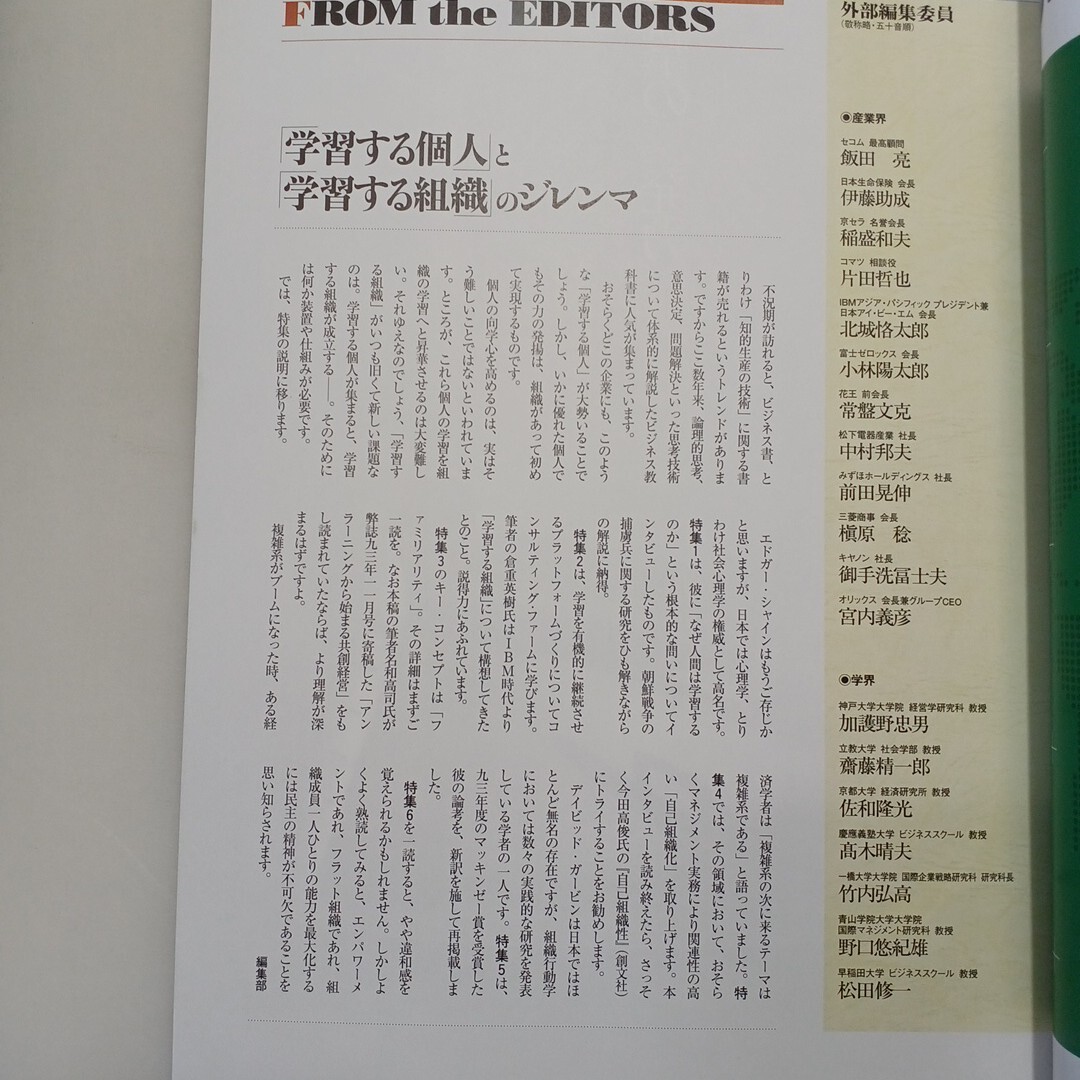 FROM the EDITORS
「学習する個人」と
「学習する組織」のジレンマ
不況期が訪れると、ビジネス書、と
りわけ「知的生産の技術」に関する書
籍が売れるというトレンドがありま
す。ですからここ数年来、論理的思考、
意思決定、問題解決といった思考技術
について体系的に解説したビジネス教
科書に人気が集まっています。
おそらくどこの企業にも、このよう
な「学習する個人」が大勢いることで
しょう。しかし、いかに優れた個人で
もその力の発揚は、組織があって初め
て実現するものです。
個人の向学心を高めるのは、実はそ
う難しいことではないといわれていま
す。ところが、これら個人の学習を組
織の学習へと昇華させるのは大変難し
い。それゆえなのでしょう、「学習す
る組織」がいつも旧くて新しい課題な
のは。学習する個人が集まると、学習
する組織が成立する――。そのために
は何か装置や仕組みが必要です。
では、特集の説明に移ります。
エドガー・シャインはもうご存じか
と思いますが、日本では心理学、とり
わけ社会心理学の権威として高名です。
特集1は、彼に「なぜ人間は学習する
のか」という根本的な問いについてイ
ンタビューしたものです。朝鮮戦争の
捕虜兵に関する研究をひも解きながら
の解説に納得。
特集2は、学習を有機的に継続させ
るプラットフォームづくりについてコ
ンサルティング・ファームに学びます。
筆者の倉重英樹氏はIBM時代より
「学習する組織」について構想してきた
とのこと。説得力にあふれています。
特集3のキー・コンセプトは「フ
ァミリアリティ」。その詳細はまずご
一読を。なお本稿の筆者名和高司氏が
弊誌九三年一一月号に寄稿した「アン
ラーニングから始まる共創経営」をも
し読まれていたならば、より理解が深
まるはずですよ。
複雑系がブームになった時、ある経
済学者は「複雑系の次に来るテーマは
複雑系である」と語っていました。特
集4では、その領域において、おそら
くマネジメント実務により関連性の高
い、「自己組織化」を取り上げます。本
インタビューを読み終えたら、さっそ
く今田高俊氏の『自己組織性』(創文社)
にトライすることをお勧めします。
デイビッド・ガービンは日本ではほ
とんど無名の存在ですが、組織行動学
においては数々の実践的な研究を発表
している学者の一人です。特集5は、
九三年度のマッキンゼー賞を受賞した
彼の論考を、新訳を施して再掲載しま
した。
特集6を一読すると、やや違和感を
覚えられるかもしれません。しかしよ
くよく熟読してみると、エンパワーメ
ントであれ、フラット組織であれ、組
織成員一人ひとりの能力を最大化する
には民主の精神が不可欠であることを
思い知らされます。
編集部
外部編集委員
(敬称略・五十音順)
◉産業界
セコム 最高顧問
飯田 亮
日本生命保険 会長
伊藤助成
京セラ 名誉会長
稲盛和夫
コマツ 相談役
片田哲也
IBMアジア・パシフィック プレジデント兼
日本アイ・ビー・エム 会長
北城恪太郎
富士ゼロックス 会長
小林陽太郎
花王 前会長
常盤文克
松下電器産業 社長
中村邦夫
みずほホールディングス 社長
前田晃伸
三菱商事 会長
槇原 稔
キヤノン 社長
御手洗冨士夫
オリックス 会長兼グループCEO
宮内義彦
◉学界
神戸大学大学院 経営学研究科 教授
加護野忠男
立教大学 社会学部 教授
齋藤精一郎
京都大学 経済研究所 教授
佐和隆光
慶應義塾大学 ビジネススクール 教授
髙木晴夫
一橋大学大学院 国際企業戦略研究科 研究科長
竹内弘高
青山学院大学大学院
国際マネジメント研究科 教授
野口悠紀雄
早稲田大学 ビジネススクール 教授
松田修一